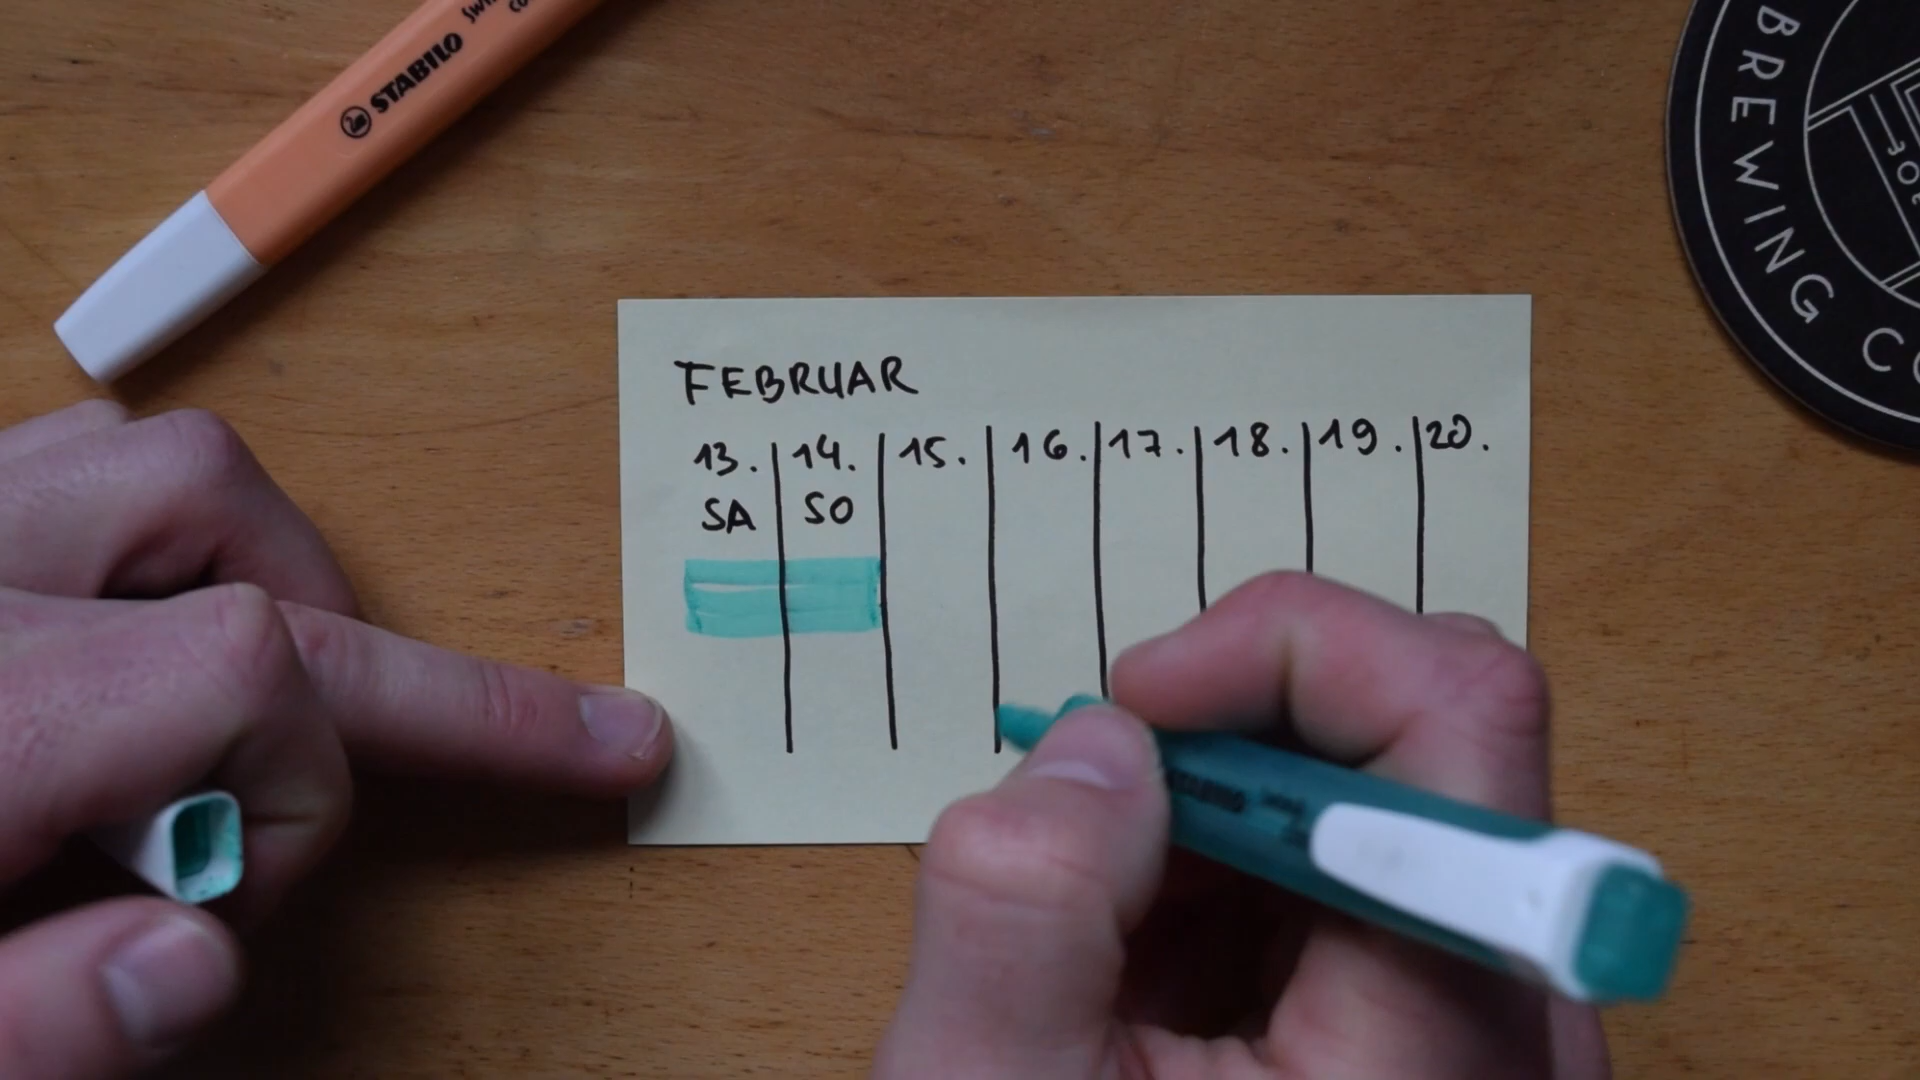 STABILO
FEBRUAR
13. 14. 15. 16. 17. 18. 19. 20.
SA SO
BREWING